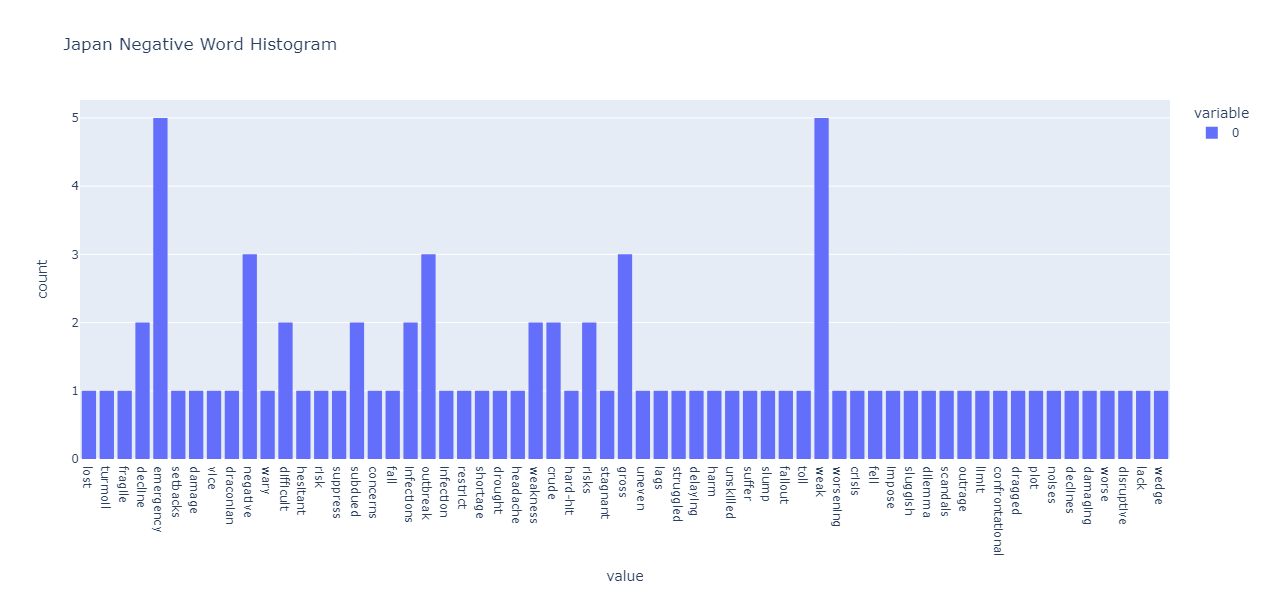 Japan Negative Word Histogram
variable
0
count
5
4
3
2
1
0
lost
turmoil
fragile
decline
emergency
setbacks
damage
vice
draconian
negative
wary
difficult
hesitant
risk
suppress
subdued
concerns
fall
infections
outbreak
infection
restrict
shortage
drought
headache
weakness
crude
hard-hit
risks
stagnant
gross
uneven
lags
struggled
delaying
harm
unskilled
suffer
slump
fallout
toll
weak
worsening
crisis
fell
impose
sluggish
dilemma
scandals
outrage
limit
confrontational
dragged
plot
noises
declines
damaging
worse
disruptive
lack
wedge
value